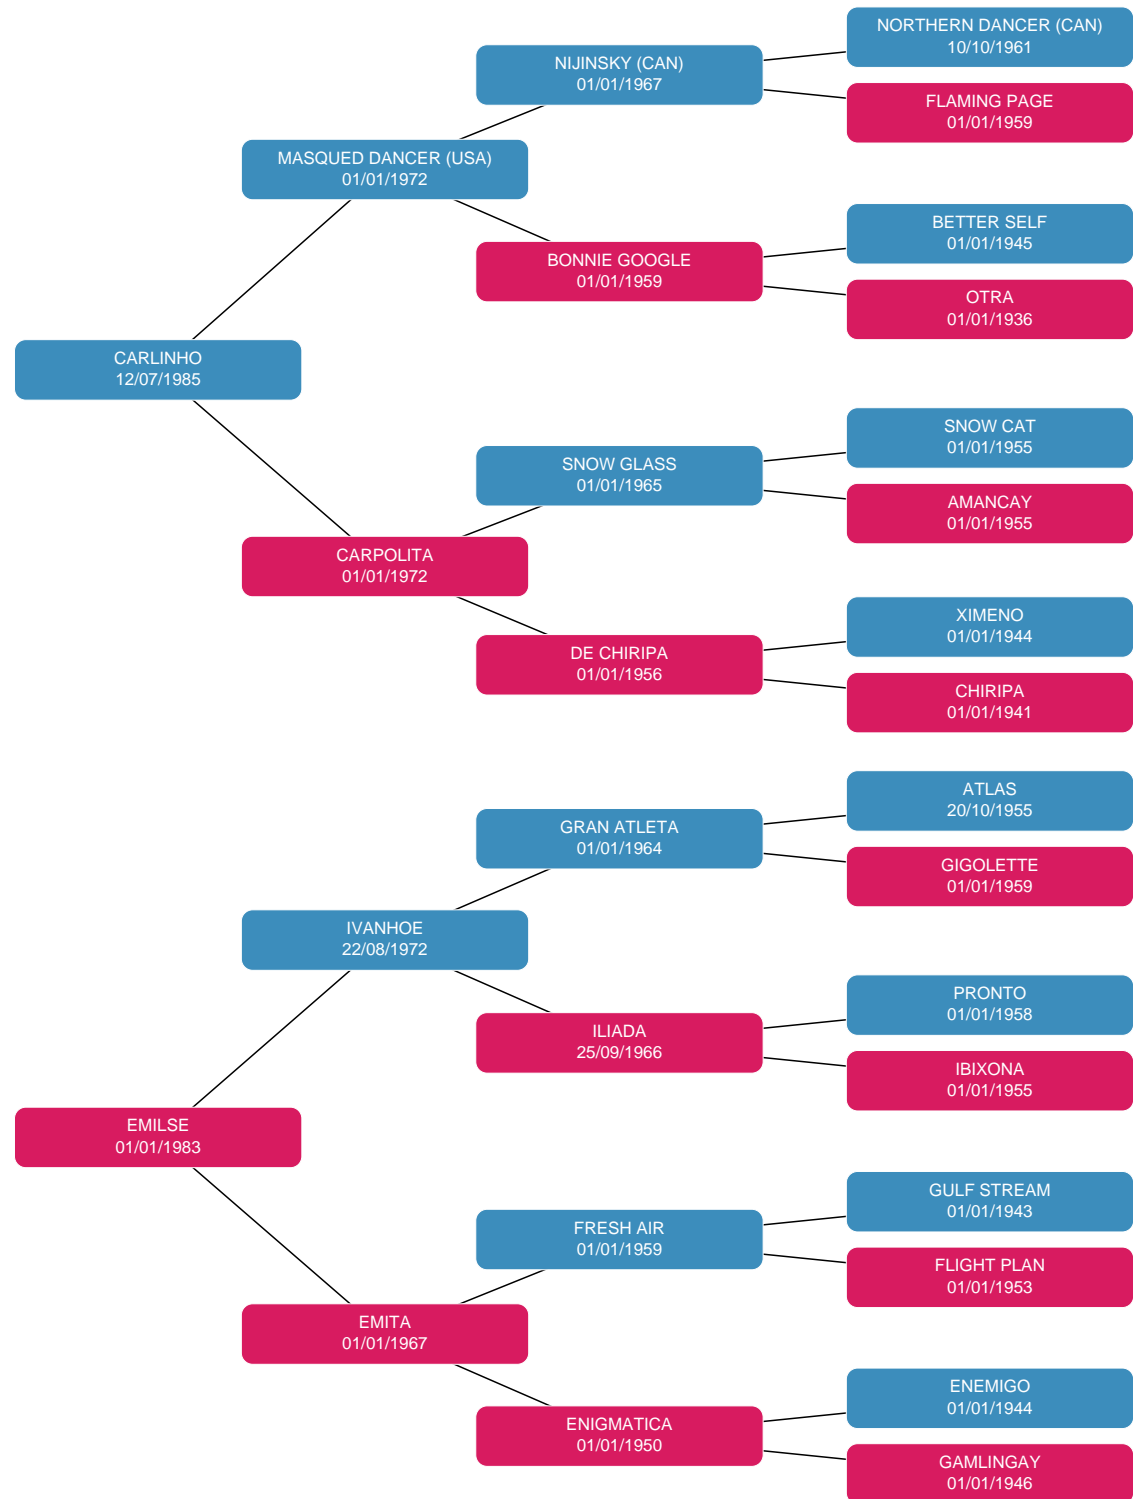 NORTHERN DANCER (CAN)
10/10/1961
NIJINSKY (CAN)
01/01/1967
FLAMING PAGE
01/01/1959
MASQUED DANCER (USA)
01/01/1972
BETTER SELF
01/01/1945
BONNIE GOOGLE
01/01/1959
OTRA
01/01/1936
CARLINHO
12/07/1985
SNOW CAT
01/01/1955
SNOW GLASS
01/01/1965
AMANCAY
01/01/1955
CARPOLITA
01/01/1972
XIMENO
01/01/1944
DE CHIRIPA
01/01/1956
CHIRIPA
01/01/1941
ATLAS
20/10/1955
GRAN ATLETA
01/01/1964
GIGOLETTE
01/01/1959
IVANHOE
22/08/1972
PRONTO
01/01/1958
ILIADA
25/09/1966
IBIXONA
01/01/1955
EMILSE
01/01/1983
GULF STREAM
01/01/1943
FRESH AIR
01/01/1959
FLIGHT PLAN
01/01/1953
EMITA
01/01/1967
ENEMIGO
01/01/1944
ENIGMATICA
01/01/1950
GAMLINGAY
01/01/1946